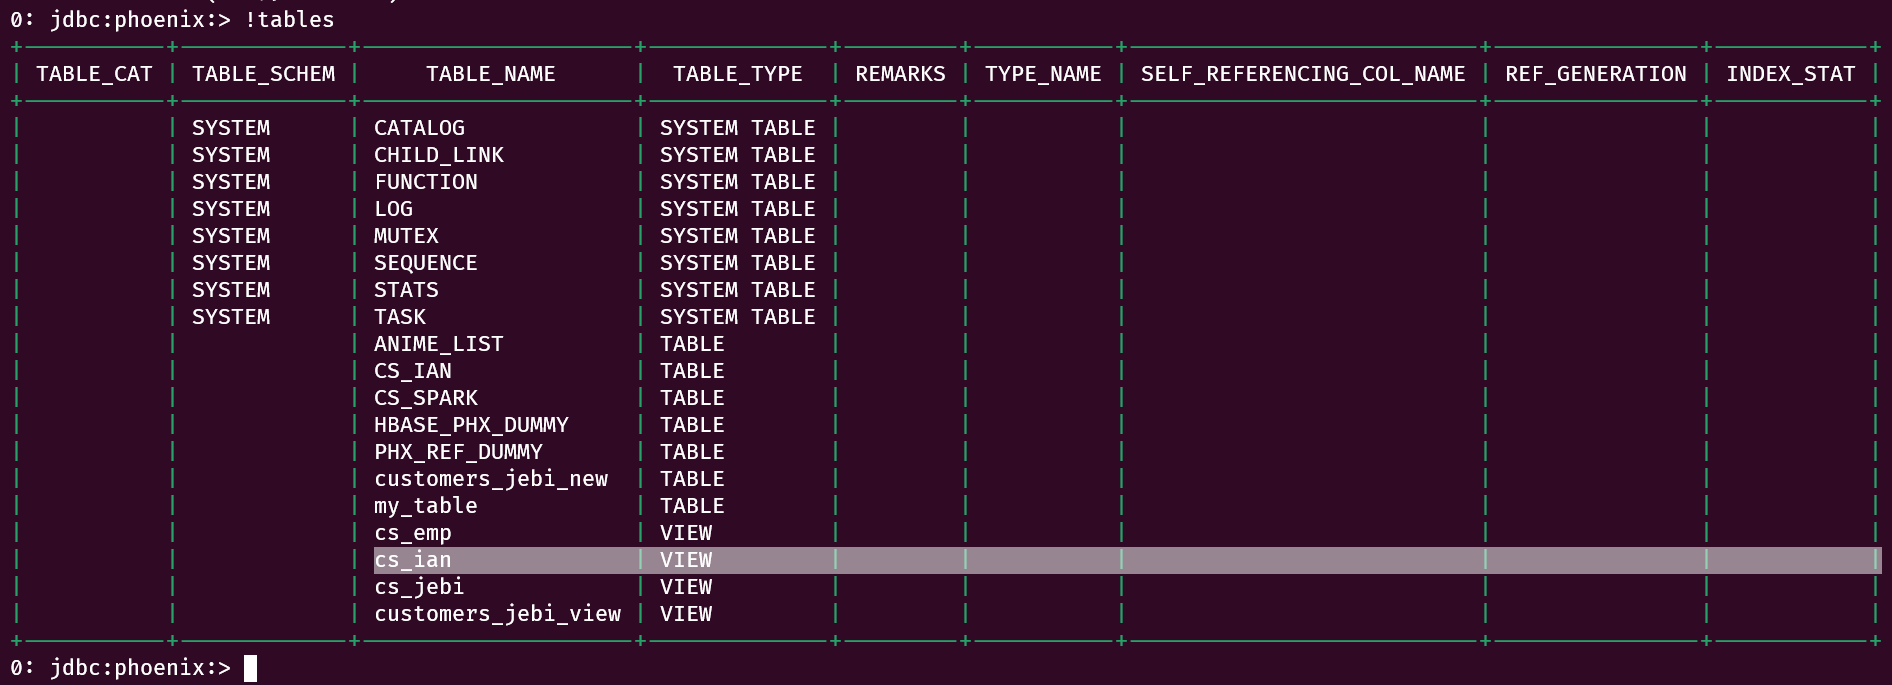 0: jdbc:phoenix:> !tables
TABLE_CAT | TABLE_SCHEM | TABLE_NAME | TABLE_TYPE | REMARKS | TYPE_NAME | SELF_REFERENCING_COL_NAME | REF_GENERATION | INDEX_STAT
| SYSTEM | CATALOG | SYSTEM TABLE | | | | | |
| SYSTEM | CHILD_LINK | SYSTEM TABLE | | | | | |
| SYSTEM | FUNCTION | SYSTEM TABLE | | | | | |
| SYSTEM | LOG | SYSTEM TABLE | | | | | |
| SYSTEM | MUTEX | SYSTEM TABLE | | | | | |
| SYSTEM | SEQUENCE | SYSTEM TABLE | | | | | |
| SYSTEM | STATS | SYSTEM TABLE | | | | | |
| SYSTEM | TASK | SYSTEM TABLE | | | | | |
| | ANIME_LIST | TABLE | | | | | |
| | CS_IAN | TABLE | | | | | |
| | CS_SPARK | TABLE | | | | | |
| | HBASE_PHX_DUMMY | TABLE | | | | | |
| | PHX_REF_DUMMY | TABLE | | | | | |
| | customers_jebi_new | TABLE | | | | | |
| | my_table | TABLE | | | | | |
| | cs_emp | VIEW | | | | | |
| | cs_ian | VIEW | | | | | |
| | cs_jebi | VIEW | | | | | |
| | customers_jebi_view | VIEW | | | | | |
0: jdbc:phoenix:>